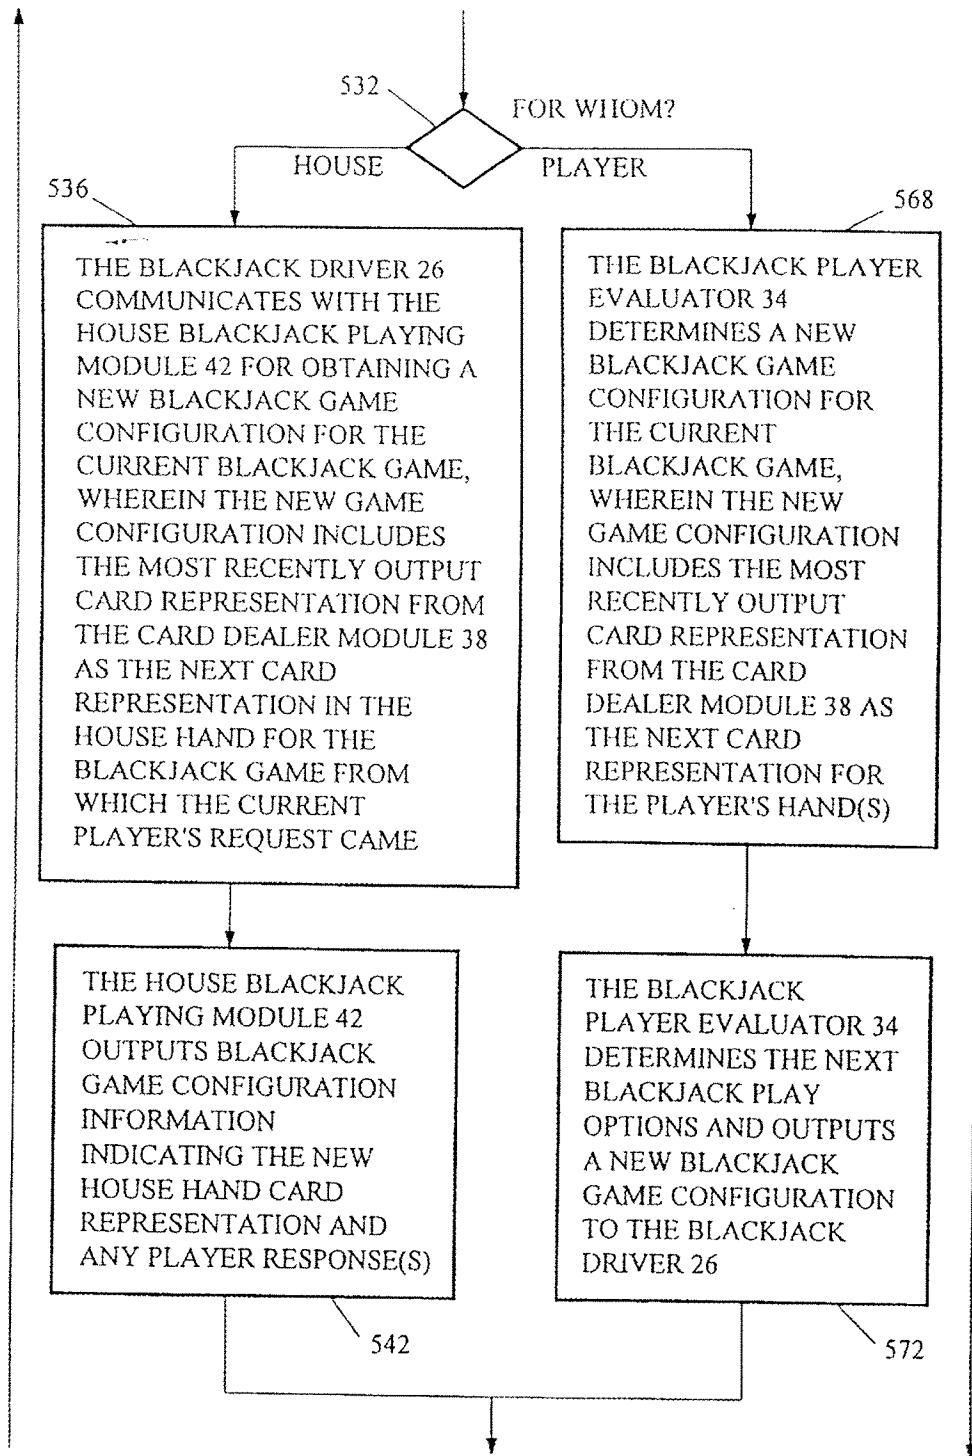 532
FOR WHOM?
HOUSE
PLAYER
536
THE BLACKJACK DRIVER 26
COMMUNICATES WITH THE
HOUSE BLACKJACK PLAYING
MODULE 42 FOR OBTAINING A
NEW BLACKJACK GAME
CONFIGURATION FOR THE
CURRENT BLACKJACK GAME,
WHEREIN THE NEW GAME
CONFIGURATION INCLUDES
THE MOST RECENTLY OUTPUT
CARD REPRESENTATION FROM
THE CARD DEALER MODULE 38
AS THE NEXT CARD
REPRESENTATION IN THE
HOUSE HAND FOR THE
BLACKJACK GAME FROM
WHICH THE CURRENT
PLAYER'S REQUEST CAME
568
THE BLACKJACK PLAYER
EVALUATOR 34
DETERMINES A NEW
BLACKJACK GAME
CONFIGURATION FOR
THE CURRENT
BLACKJACK GAME,
WHEREIN THE NEW
GAME CONFIGURATION
INCLUDES THE MOST
RECENTLY OUTPUT
CARD REPRESENTATION
FROM THE CARD
DEALER MODULE 38 AS
THE NEXT CARD
REPRESENTATION FOR
THE PLAYER'S HAND(S)
THE HOUSE BLACKJACK
PLAYING MODULE 42
OUTPUTS BLACKJACK
GAME CONFIGURATION
INFORMATION
INDICATING THE NEW
HOUSE HAND CARD
REPRESENTATION AND
ANY PLAYER RESPONSE(S)
542
THE BLACKJACK
PLAYER EVALUATOR 34
DETERMINES THE NEXT
BLACKJACK PLAY
OPTIONS AND OUTPUTS
A NEW BLACKJACK
GAME CONFIGURATION
TO THE BLACKJACK
DRIVER 26
572